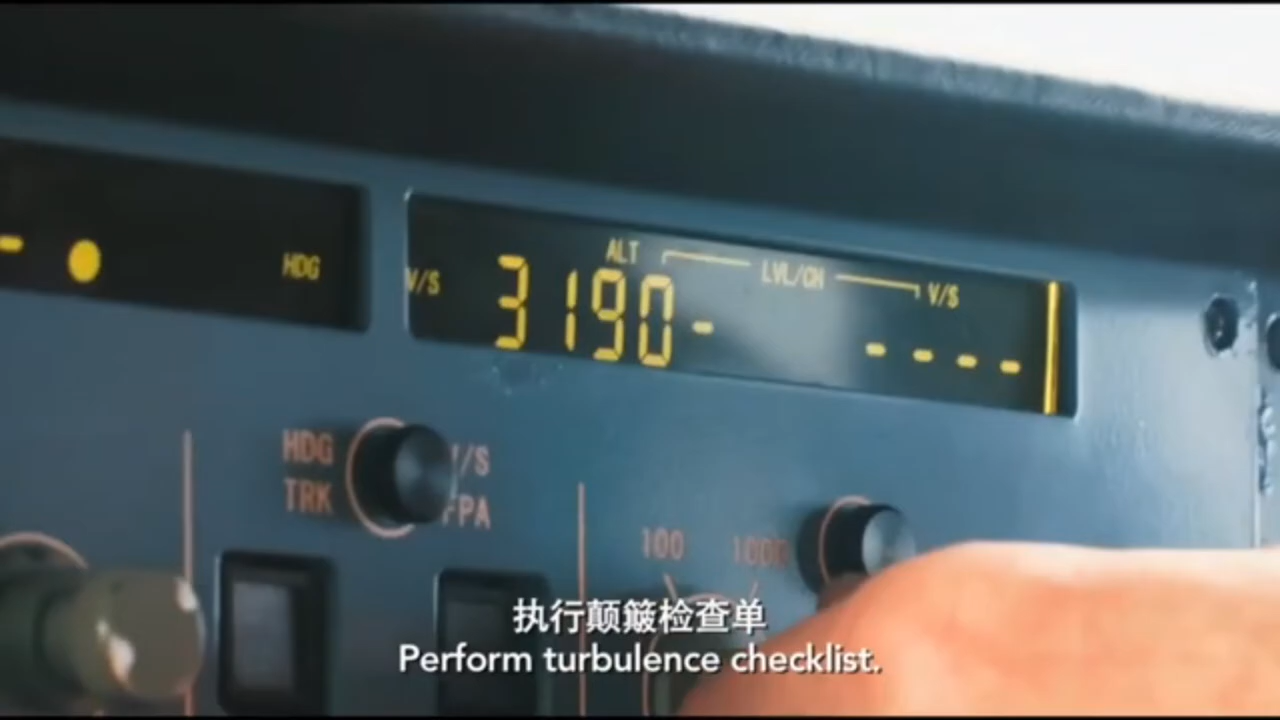 HDG
V/S
ALT LVL/CH V/S
3190- ----
HDG V/S
TRK FPA
100 1000
执行颠簸检查单
Perform turbulence checklist.